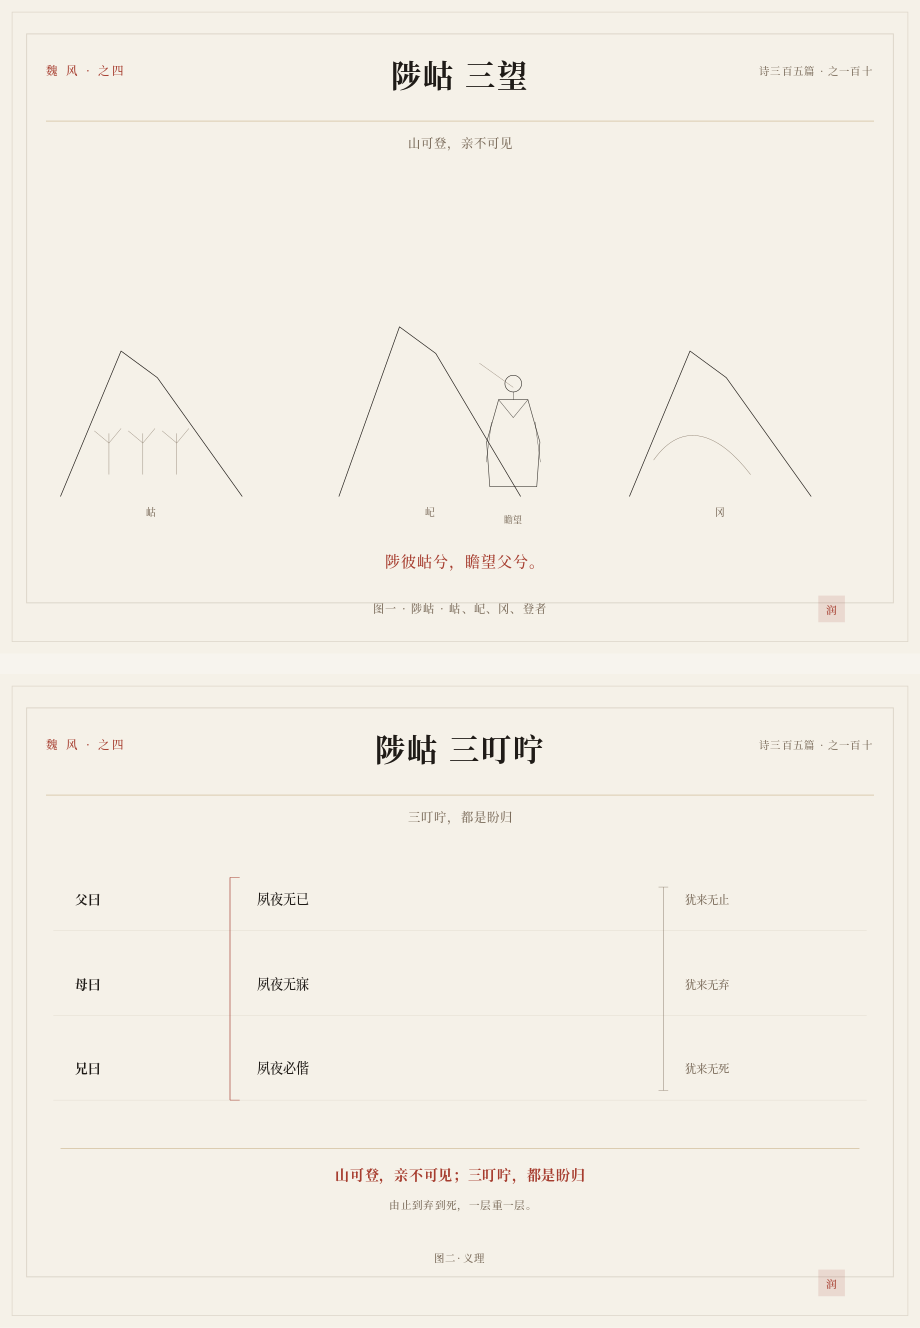 魏 风 · 之四
陟岵 三望
诗三百五篇 · 之一百十
山可登，亲不可见
岵
屺
瞻望
冈
陟彼岵兮，瞻望父兮。
图一 · 陟岵 · 岵、屺、冈、登者
润
魏 风 · 之四
陟岵 三叮咛
诗三百五篇 · 之一百十
三叮咛，都是盼归
父曰 夙夜无已 犹来无止
母曰 夙夜无寐 犹来无弃
兄曰 夙夜必偕 犹来无死
山可登，亲不可见；三叮咛，都是盼归
由止到弃到死，一层重一层。
图二 · 义理
润